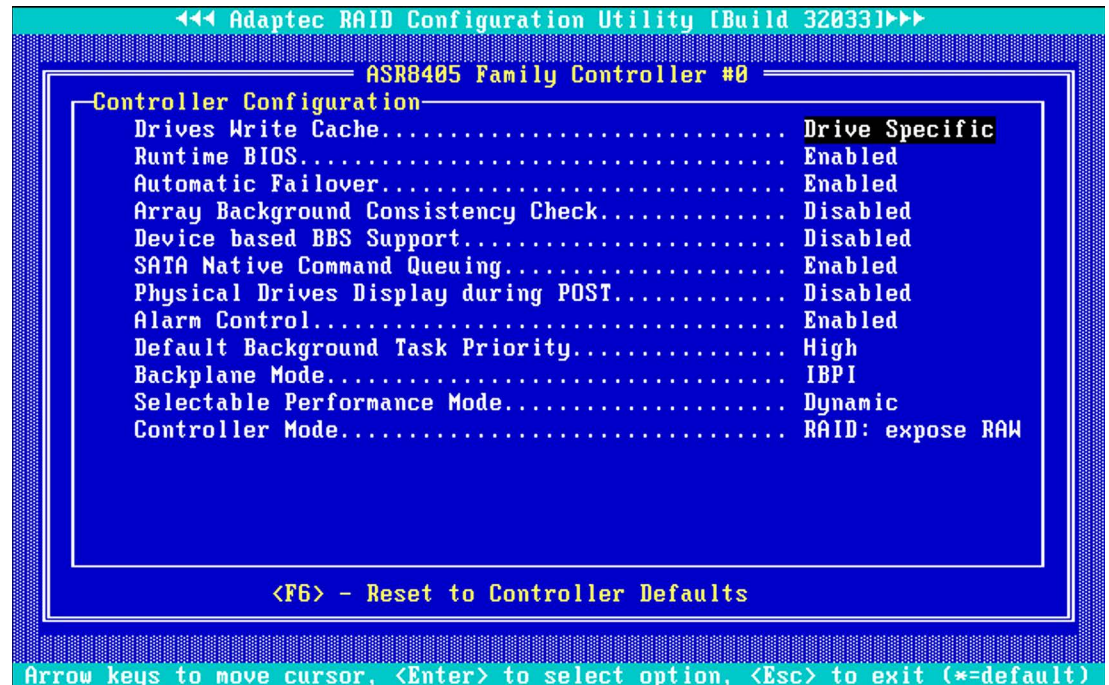 Adaptec RAID Configuration Utility [Build 32033]
ASR8405 Family Controller #0
Controller Configuration
Drives Write Cache.............................. Drive Specific
Runtime BIOS.................................... Enabled
Automatic Failover.............................. Enabled
Array Background Consistency Check.............. Disabled
Device based BBS Support........................ Disabled
SATA Native Command Queuing..................... Enabled
Physical Drives Display during POST............. Disabled
Alarm Control................................... Enabled
Default Background Task Priority................ High
Backplane Mode.................................. IBPI
Selectable Performance Mode..................... Dynamic
Controller Mode................................. RAID: expose RAW
<F6> - Reset to Controller Defaults
Arrow keys to move cursor, <Enter> to select option, <Esc> to exit (*=default)